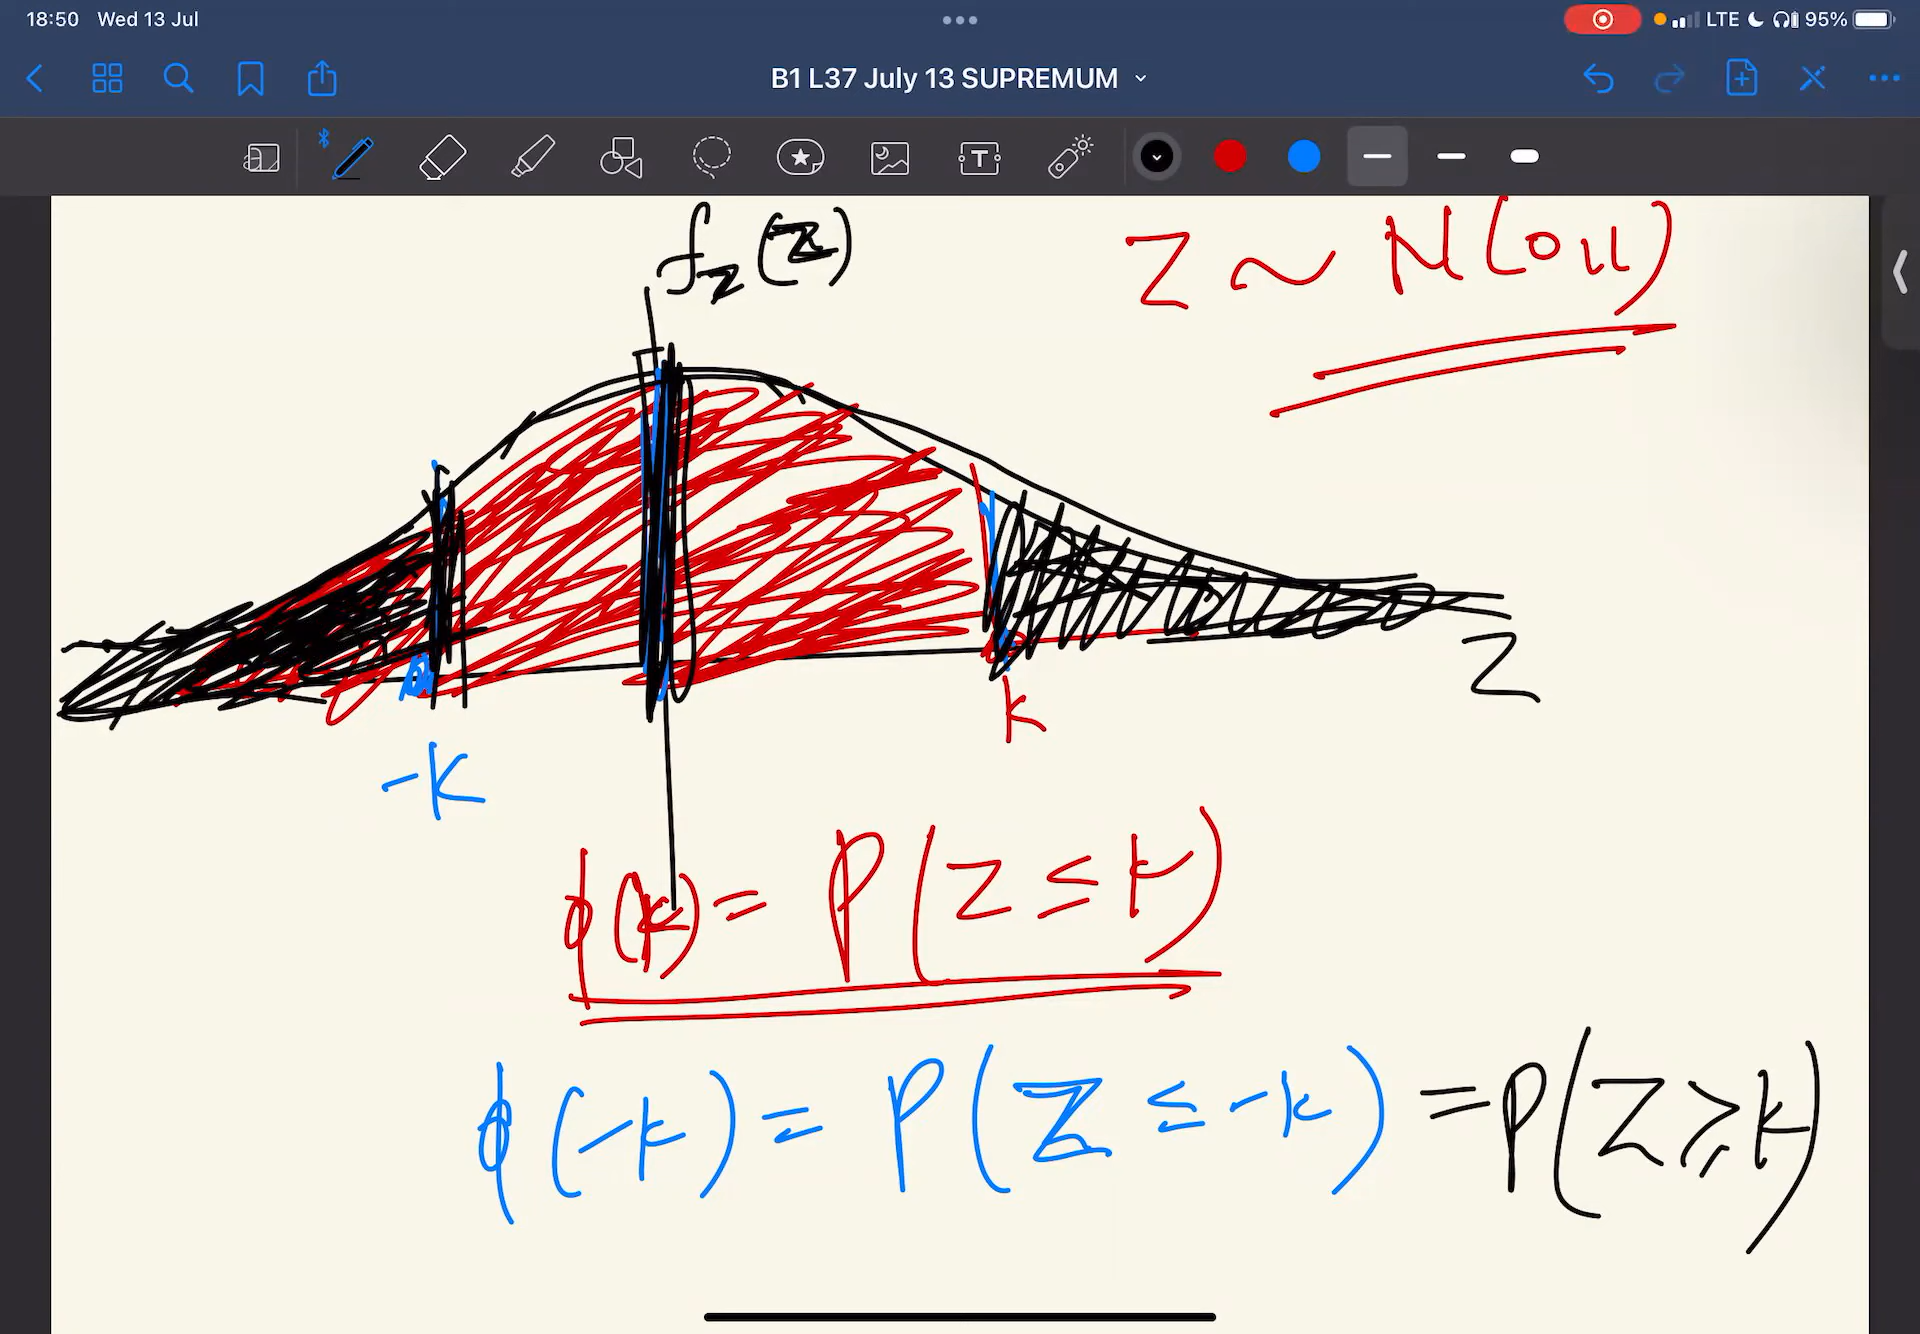 18:50 Wed 13 Jul
LTE 95%
B1 L37 July 13 SUPREMUM
T
f_Z(Z)
Z ~ N(0,1)
Z
-k
k
ϕ(k) = P(Z ≤ k)
ϕ(-k) = P(Z ≤ -k) = P(Z ≥ k)